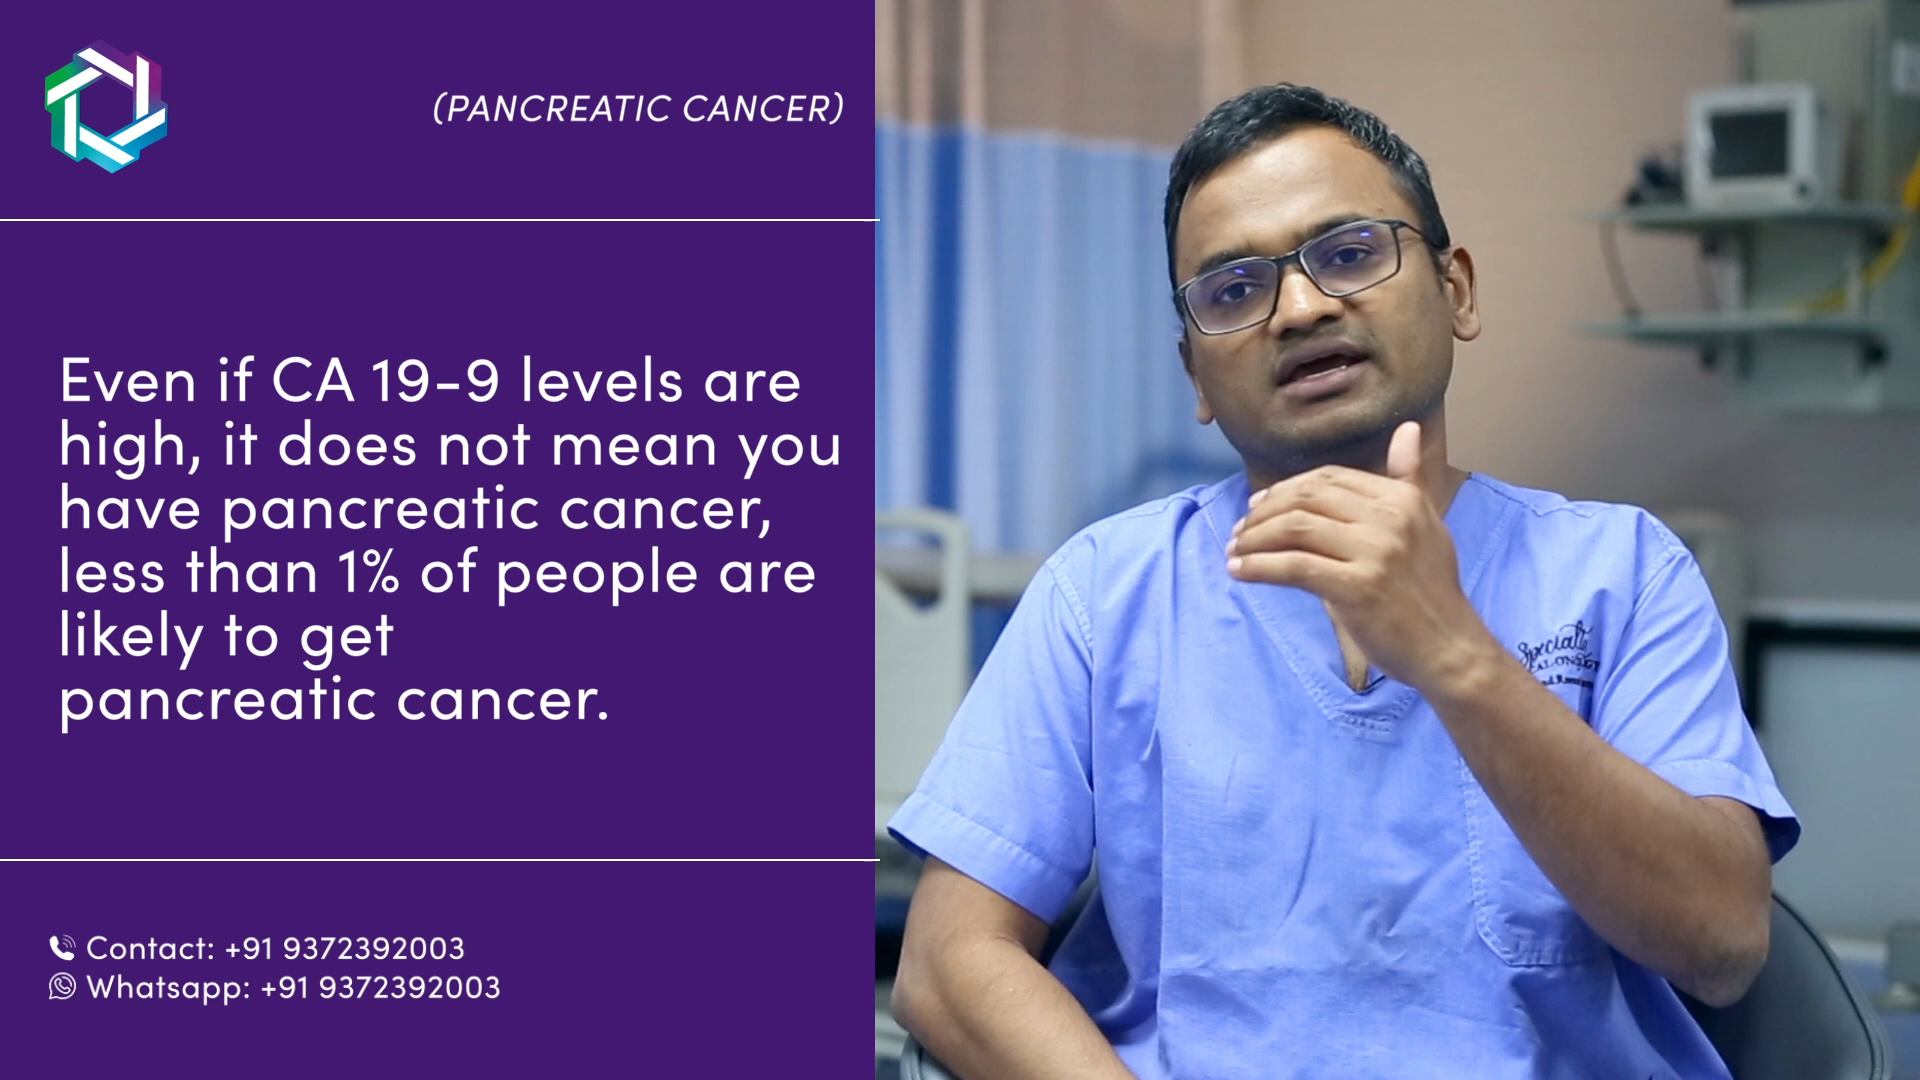 (PANCREATIC CANCER)
Even if CA 19-9 levels are
high, it does not mean you
have pancreatic cancer,
less than 1% of people are
likely to get
pancreatic cancer.
Contact: +91 9372392003
Whatsapp: +91 9372392003